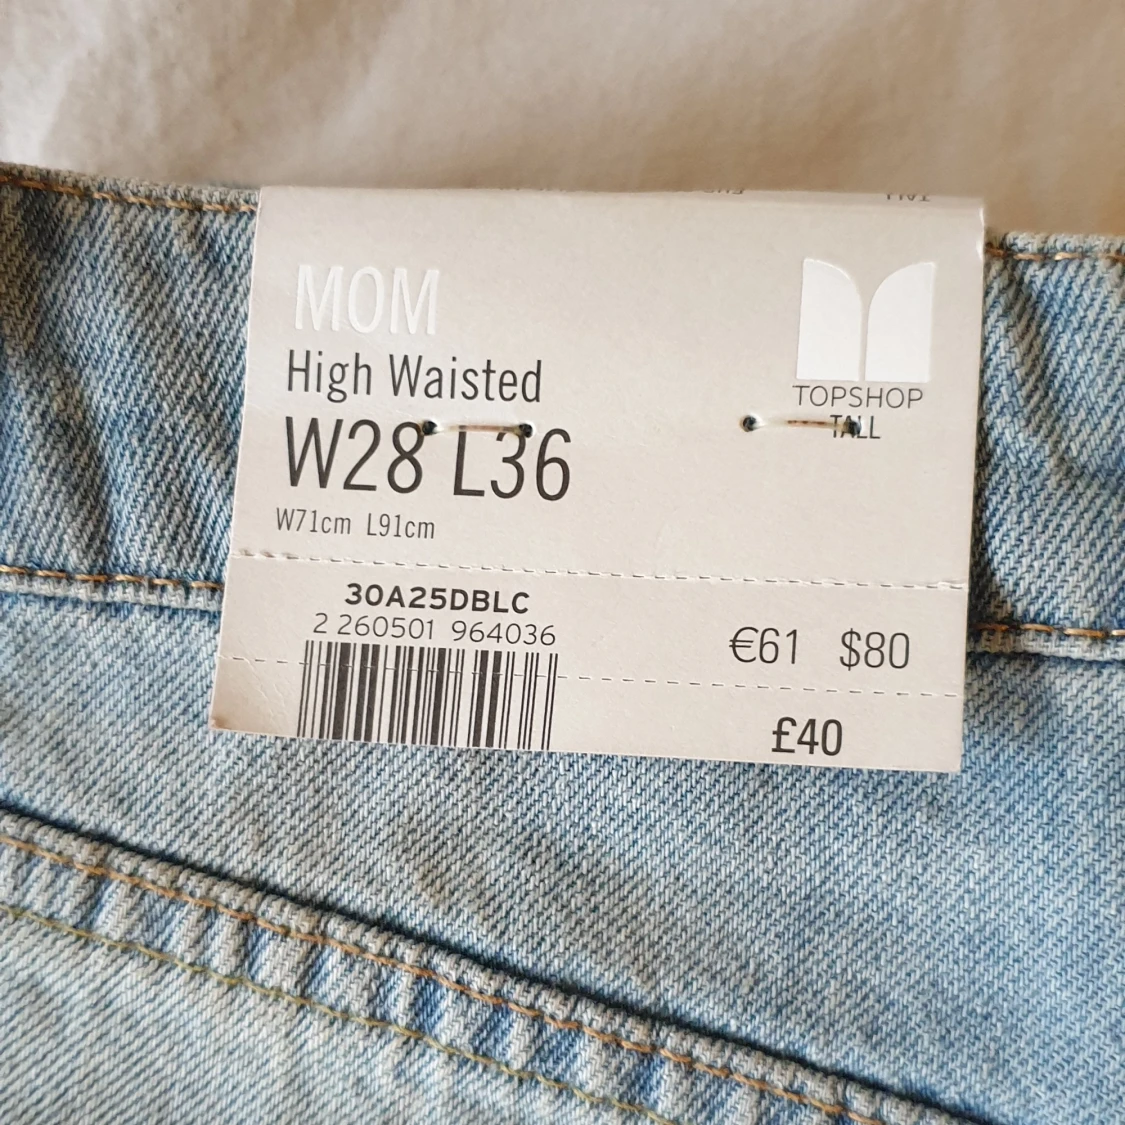 MOM
High Waisted
W28 L36
W71cm L91cm
TOPSHOP
TALL
30A25DBLC
2 260501 964036
€61 $80
£40